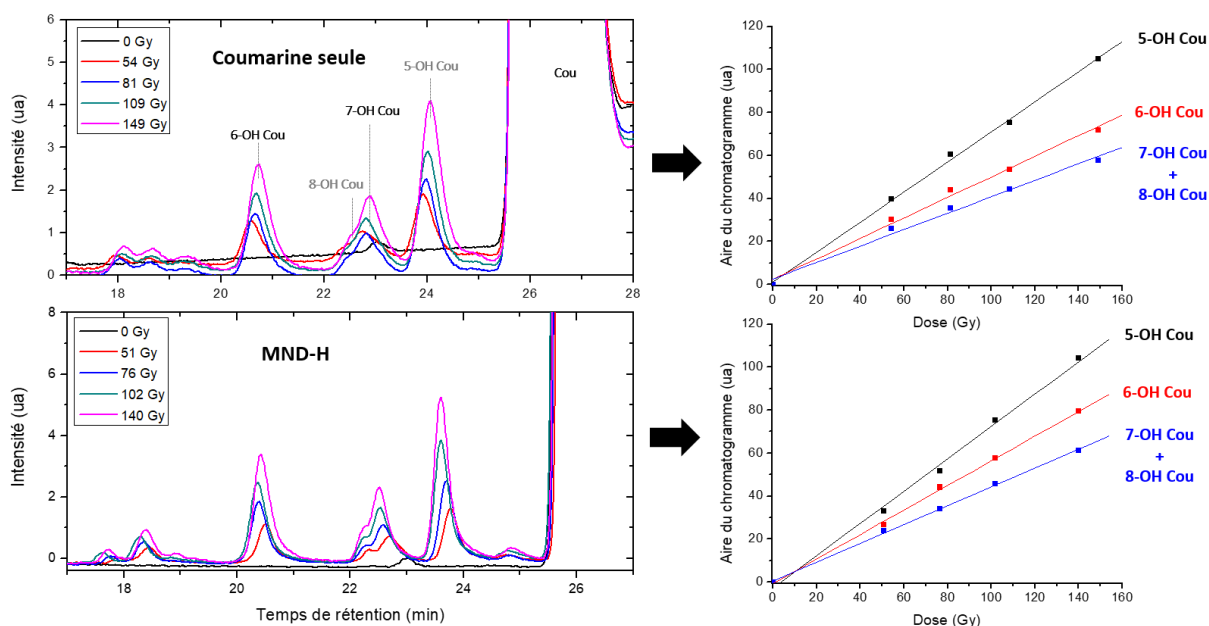 6
5
4
3
2
1
0
Intensité (ua)
0 Gy
54 Gy
81 Gy
109 Gy
149 Gy
Coumarine seule
6-OH Cou
8-OH Cou
7-OH Cou
5-OH Cou
Cou
18
20
22
24
26
28
120
100
80
60
40
20
0
Aire du chromatogramme (ua)
5-OH Cou
6-OH Cou
7-OH Cou
+
8-OH Cou
0
20
40
60
80
100
120
140
160
Dose (Gy)
8
6
4
2
0
Intensité (ua)
0 Gy
51 Gy
76 Gy
102 Gy
140 Gy
MND-H
18
20
22
24
26
Temps de rétention (min)
120
100
80
60
40
20
0
Aire du chromatogramme (ua)
5-OH Cou
6-OH Cou
7-OH Cou
+
8-OH Cou
0
20
40
60
80
100
120
140
160
Dose (Gy)